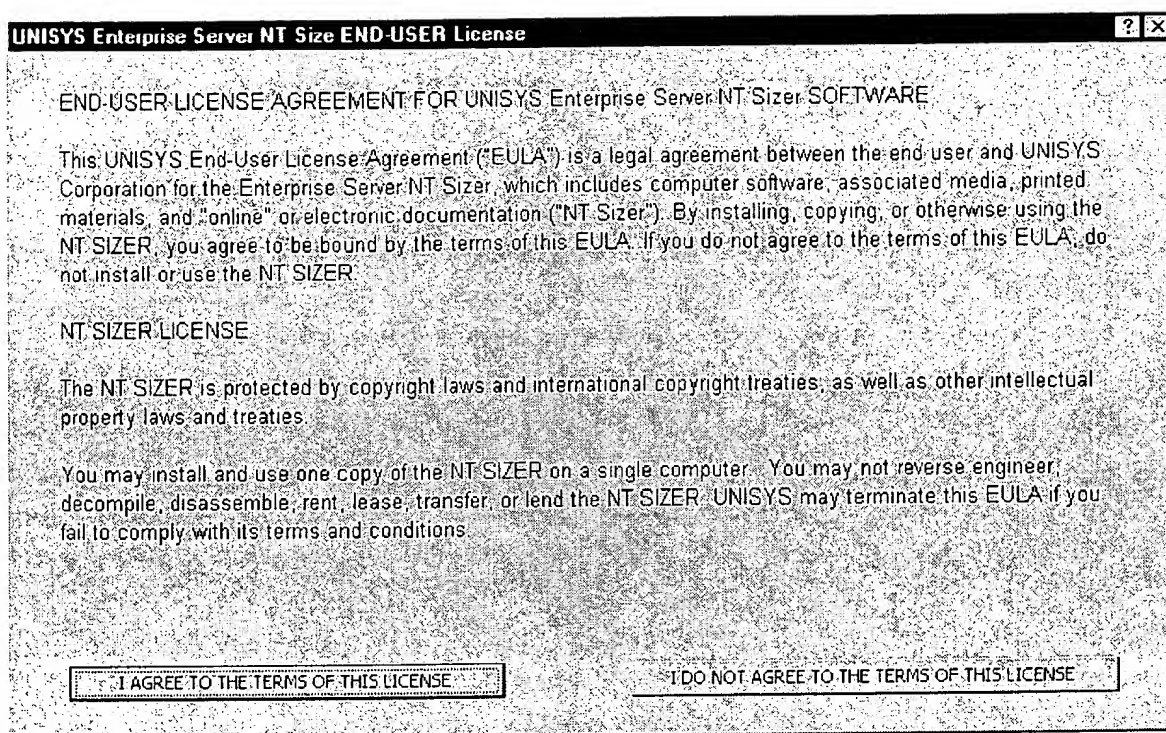 UNISYS Enterprise Server NT Size END-USER License
END-USER LICENSE AGREEMENT FOR UNISYS Enterprise Server NT Sizer SOFTWARE
This UNISYS End-User License Agreement ("EULA") is a legal agreement between the end user and UNISYS
Corporation for the Enterprise Server NT Sizer, which includes computer software, associated media, printed
materials, and "online" or electronic documentation ("NT Sizer"). By installing, copying, or otherwise using the
NT SIZER, you agree to be bound by the terms of this EULA. If you do not agree to the terms of this EULA, do
not install or use the NT SIZER.
NT SIZER LICENSE
The NT SIZER is protected by copyright laws and international copyright treaties, as well as other intellectual
property laws and treaties.
You may install and use one copy of the NT SIZER on a single computer. You may not reverse engineer,
decompile, disassemble, rent, lease, transfer, or lend the NT SIZER. UNISYS may terminate this EULA if you
fail to comply with its terms and conditions.
I AGREE TO THE TERMS OF THIS LICENSE
I DO NOT AGREE TO THE TERMS OF THIS LICENSE